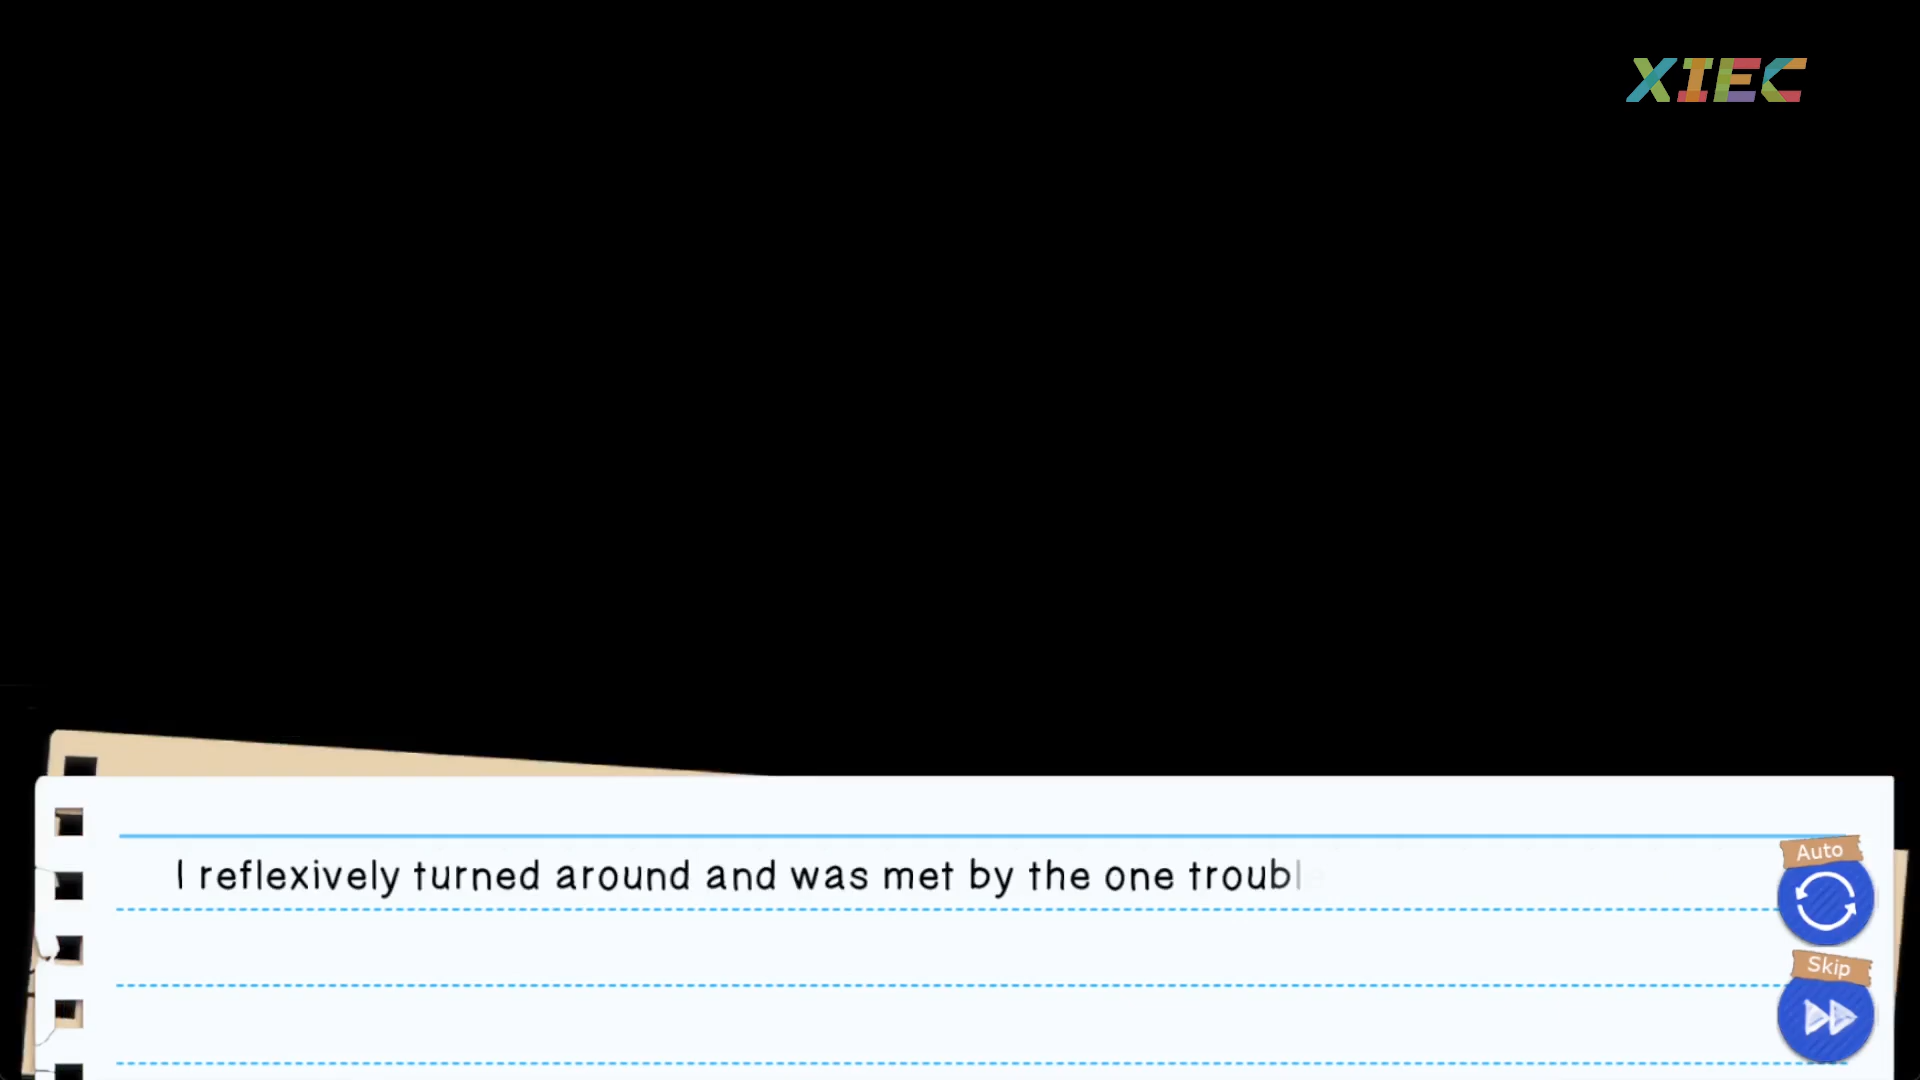 XIEC
I reflexively turned around and was met by the one troubl
Auto
Skip